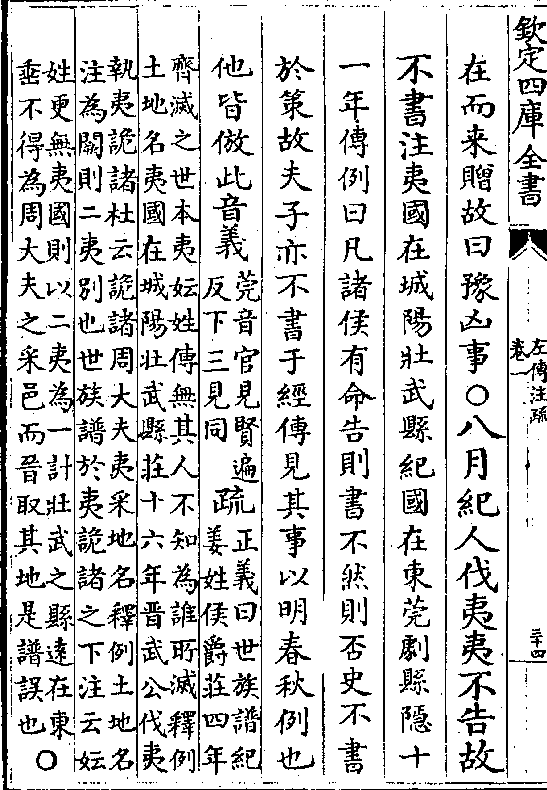 欽定四庫全書
左傳注疏
卷一
三十四
在而来贈故曰豫凶事〇八月紀人伐夷夷不告故
不書注夷國在城陽壯武縣紀國在東莞劇縣隱十
一年傳例曰凡諸侯有命告則書不然則否史不書
於策故夫子亦不書于經傳見其事以明春秋例也
他皆倣此音義
莞音官見賢遍
反下三見同
疏
正義曰世族譜紀
姜姓侯爵莊四年
齊滅之世本夷妘姓傳無其人不知為誰所滅釋例
土地名夷國在城陽壯武縣莊十六年晉武公伐夷
執夷詭諸杜云詭諸周大夫夷采地名釋例土地名
注為闕則二夷別也世族譜於夷詭諸之下注云妘
姓更無夷國則以二夷為一計壯武之縣遠在東
垂不得為周大夫之采邑而晉取其地是譜誤也〇